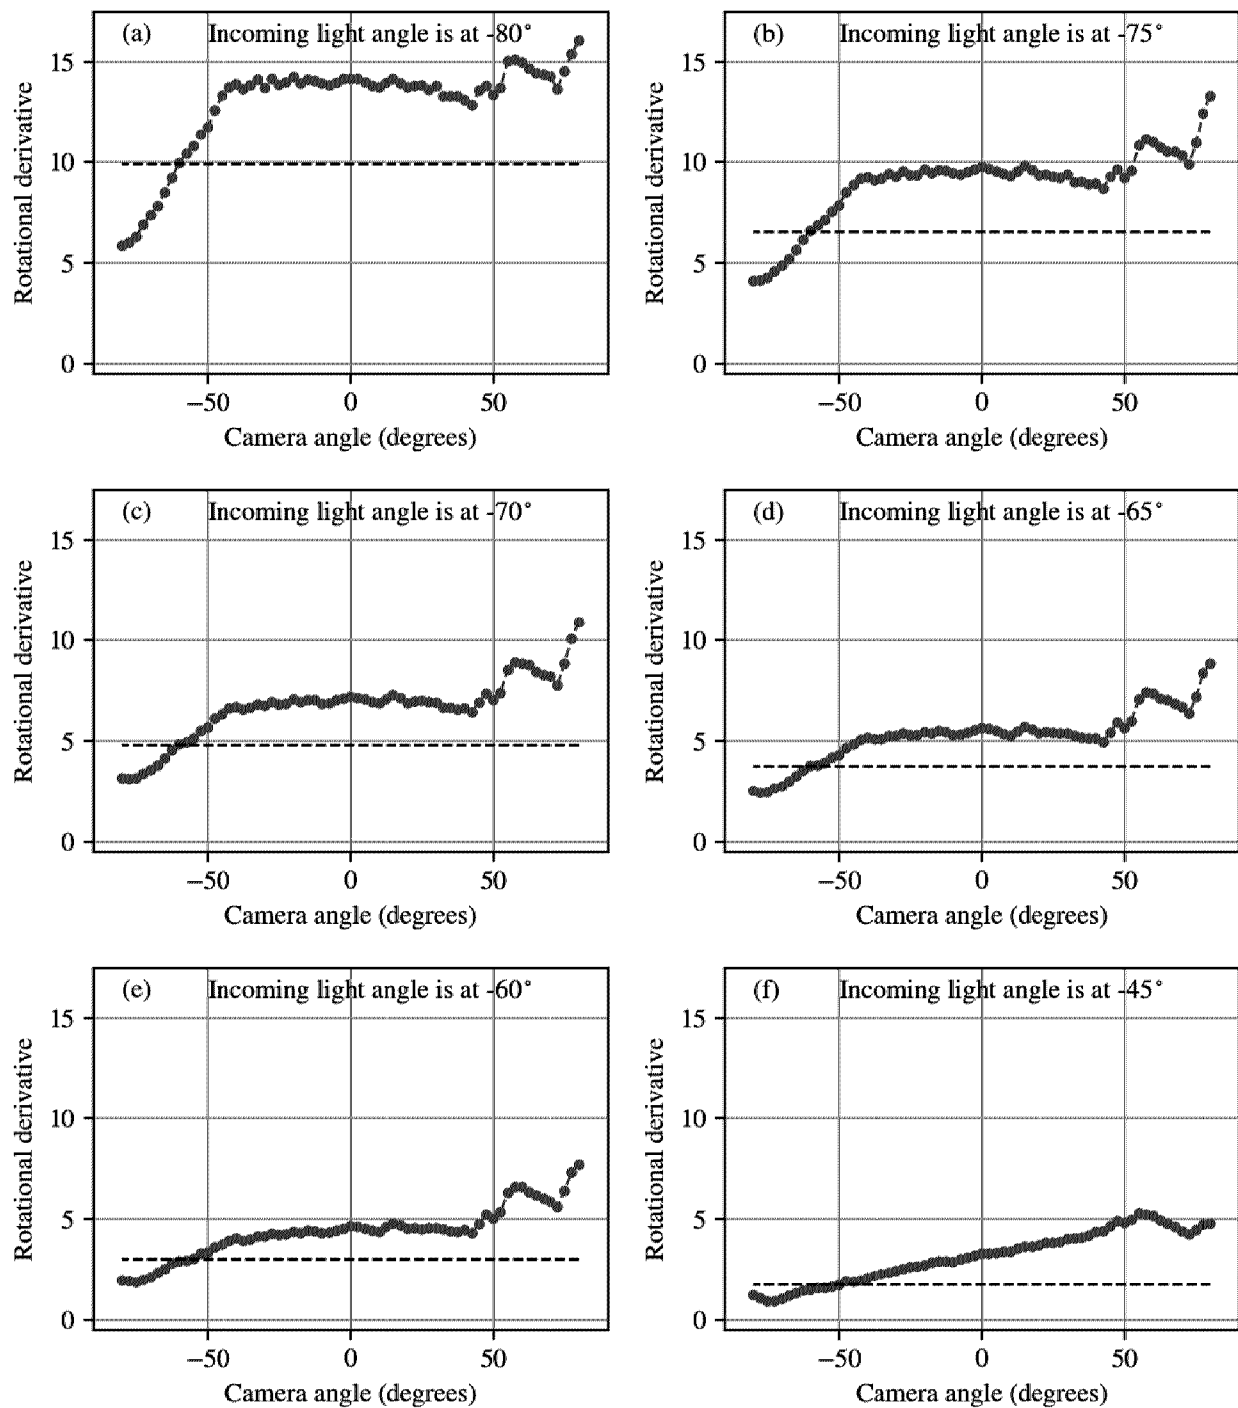 (a) Incoming light angle is at -80°
Rotational derivative
15
10
5
0
−50 0 50
Camera angle (degrees)
(b) Incoming light angle is at -75°
Rotational derivative
15
10
5
0
−50 0 50
Camera angle (degrees)
(c) Incoming light angle is at -70°
Rotational derivative
15
10
5
0
−50 0 50
Camera angle (degrees)
(d) Incoming light angle is at -65°
Rotational derivative
15
10
5
0
−50 0 50
Camera angle (degrees)
(e) Incoming light angle is at -60°
Rotational derivative
15
10
5
0
−50 0 50
Camera angle (degrees)
(f) Incoming light angle is at -45°
Rotational derivative
15
10
5
0
−50 0 50
Camera angle (degrees)